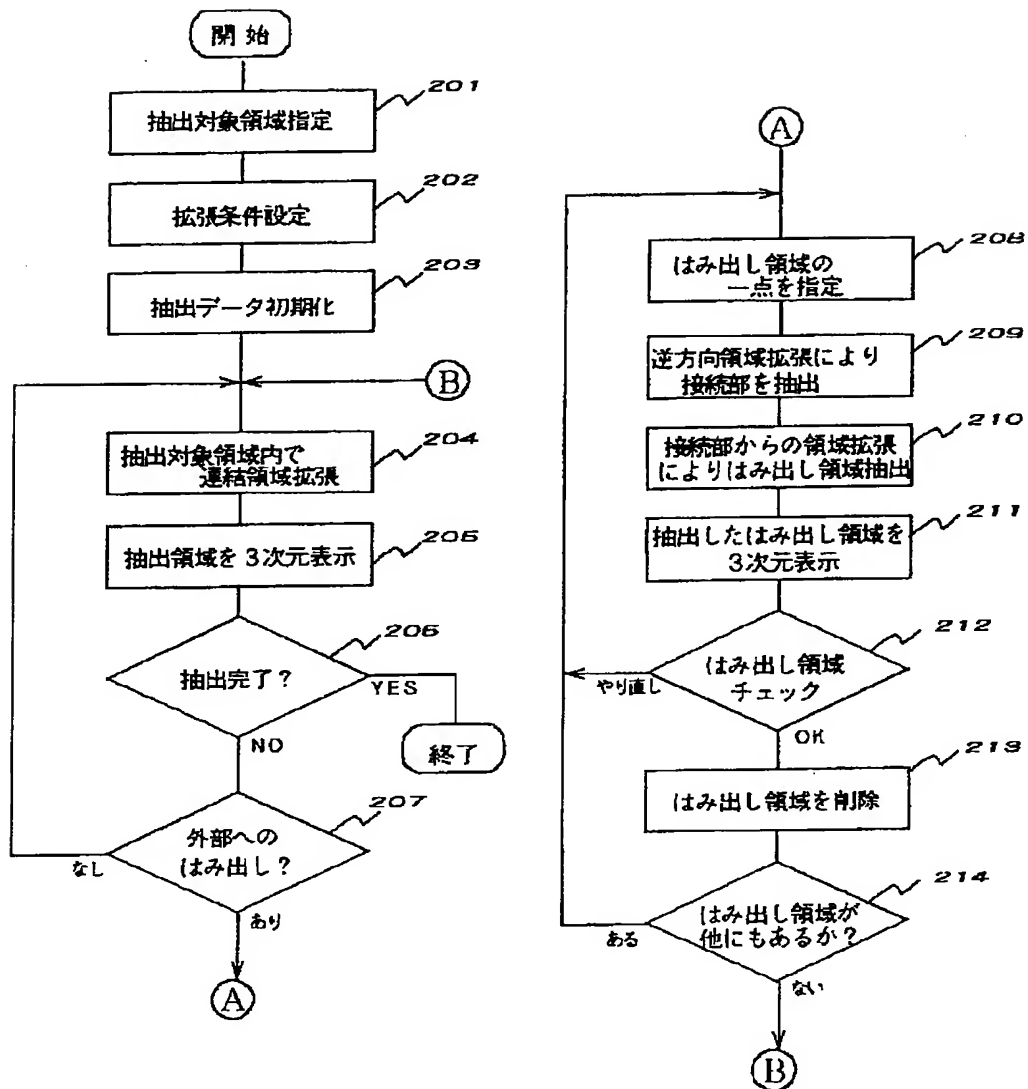 開始
201
抽出対象領域指定
202
拡張条件設定
203
抽出データ初期化
B
204
抽出対象領域内で
連結領域拡張
205
抽出領域を3次元表示
206
抽出完了?
YES
NO
終了
207
外部への
はみ出し?
なし
あり
A
A
208
はみ出し領域の
一点を指定
209
逆方向領域拡張により
接続部を抽出
210
接続部からの領域拡張
によりはみ出し領域抽出
211
抽出したはみ出し領域を
3次元表示
212
はみ出し領域
チェック
やり直し
OK
213
はみ出し領域を削除
214
はみ出し領域が
他にもあるか?
ある
ない
B